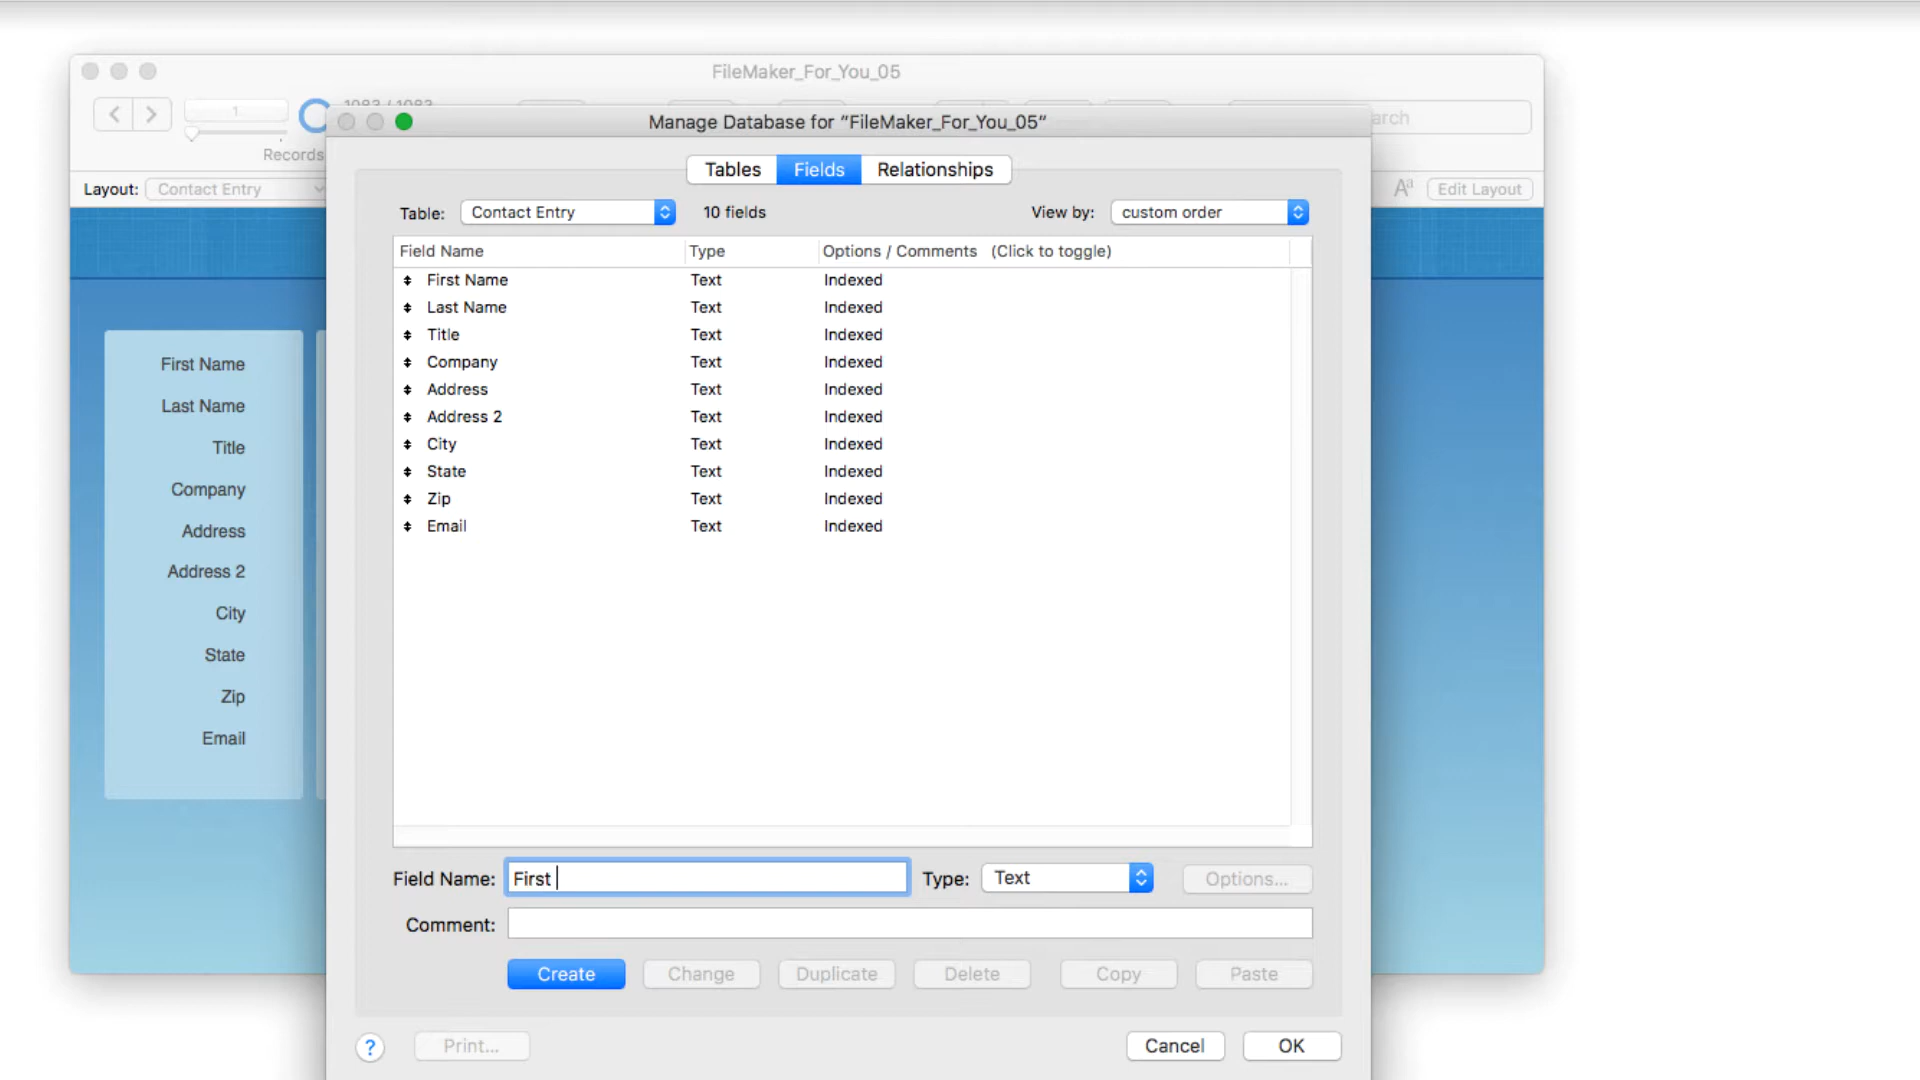 FileMaker_For_You_05
1
1083 / 1083
Records
Layout: Contact Entry
Edit Layout
First Name
Last Name
Title
Company
Address
Address 2
City
State
Zip
Email
Manage Database for “FileMaker_For_You_05”
Tables Fields Relationships
Table: Contact Entry 10 fields View by: custom order
Field Name Type Options / Comments (Click to toggle)
First Name Text Indexed
Last Name Text Indexed
Title Text Indexed
Company Text Indexed
Address Text Indexed
Address 2 Text Indexed
City Text Indexed
State Text Indexed
Zip Text Indexed
Email Text Indexed
Field Name: First Type: Text Options...
Comment:
Create Change Duplicate Delete Copy Paste
? Print... Cancel OK